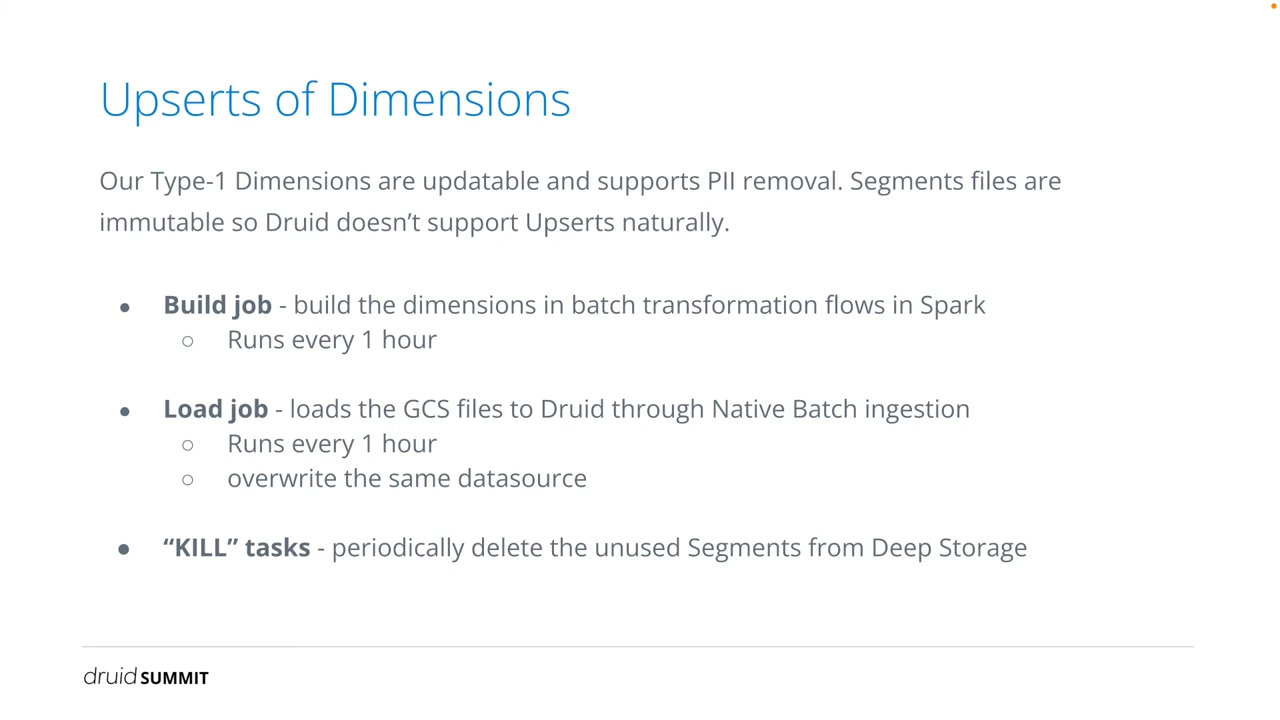 Upserts of Dimensions
Our Type-1 Dimensions are updatable and supports PII removal. Segments files are
immutable so Druid doesn’t support Upserts naturally.
● Build job - build the dimensions in batch transformation flows in Spark
○ Runs every 1 hour
● Load job - loads the GCS files to Druid through Native Batch ingestion
○ Runs every 1 hour
○ overwrite the same datasource
● “KILL” tasks - periodically delete the unused Segments from Deep Storage
druid SUMMIT